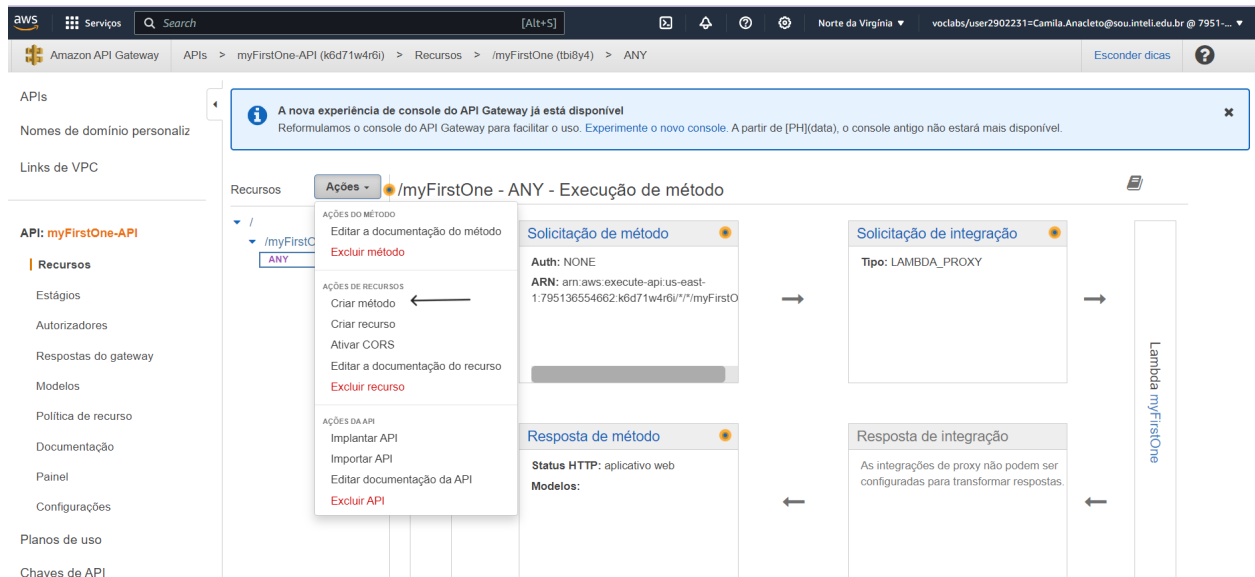 aws Serviços Search [Alt+S] Norte da Virgínia voclabs/user2902231=Camila.Anacleto@sou.inteli.edu.br @ 7951-...
Amazon API Gateway APIs > myFirstOne-API (k6d71w4r6i) > Recursos > /myFirstOne (tbi8y4) > ANY Esconder dicas ?
APIs
Nomes de domínio personaliz
Links de VPC
API: myFirstOne-API
Recursos
Estágios
Autorizadores
Respostas do gateway
Modelos
Política de recurso
Documentação
Painel
Configurações
Planos de uso
Chaves de API
A nova experiência de console do API Gateway já está disponível
Reformulamos o console do API Gateway para facilitar o uso. Experimente o novo console. A partir de [PH](data), o console antigo não estará mais disponível.
Recursos
Ações
/myFirstOne - ANY - Execução de método
/
/myFirstO
ANY
AÇÕES DO MÉTODO
Editar a documentação do método
Excluir método
AÇÕES DE RECURSOS
Criar método
Criar recurso
Ativar CORS
Editar a documentação do recurso
Excluir recurso
AÇÕES DA API
Implantar API
Importar API
Editar documentação da API
Excluir API
Solicitação de método
Auth: NONE
ARN: arn:aws:execute-api:us-east-
1:795136554662:k6d71w4r6i/*/*/myFirstO
Solicitação de integração
Tipo: LAMBDA_PROXY
Lambda myFirstOne
Resposta de método
Status HTTP: aplicativo web
Modelos:
Resposta de integração
As integrações de proxy não podem ser
configuradas para transformar respostas.